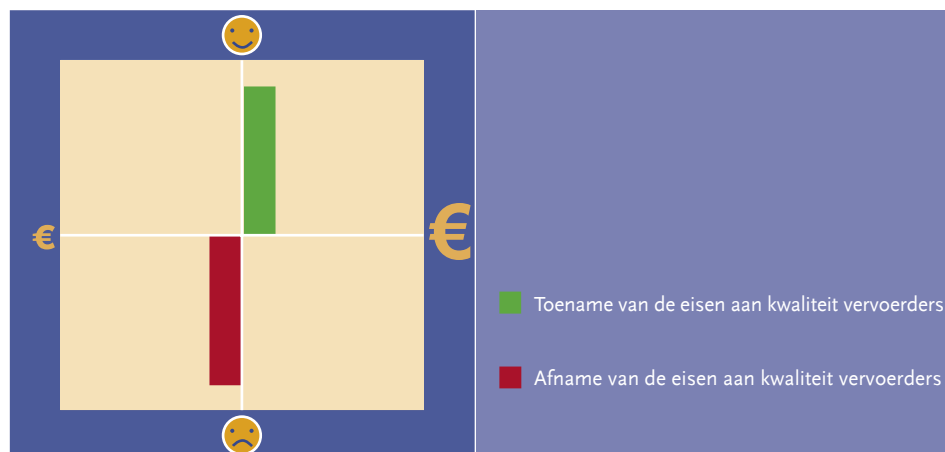 €
€
Toename van de eisen aan kwaliteit vervoerders
Afname van de eisen aan kwaliteit vervoerders